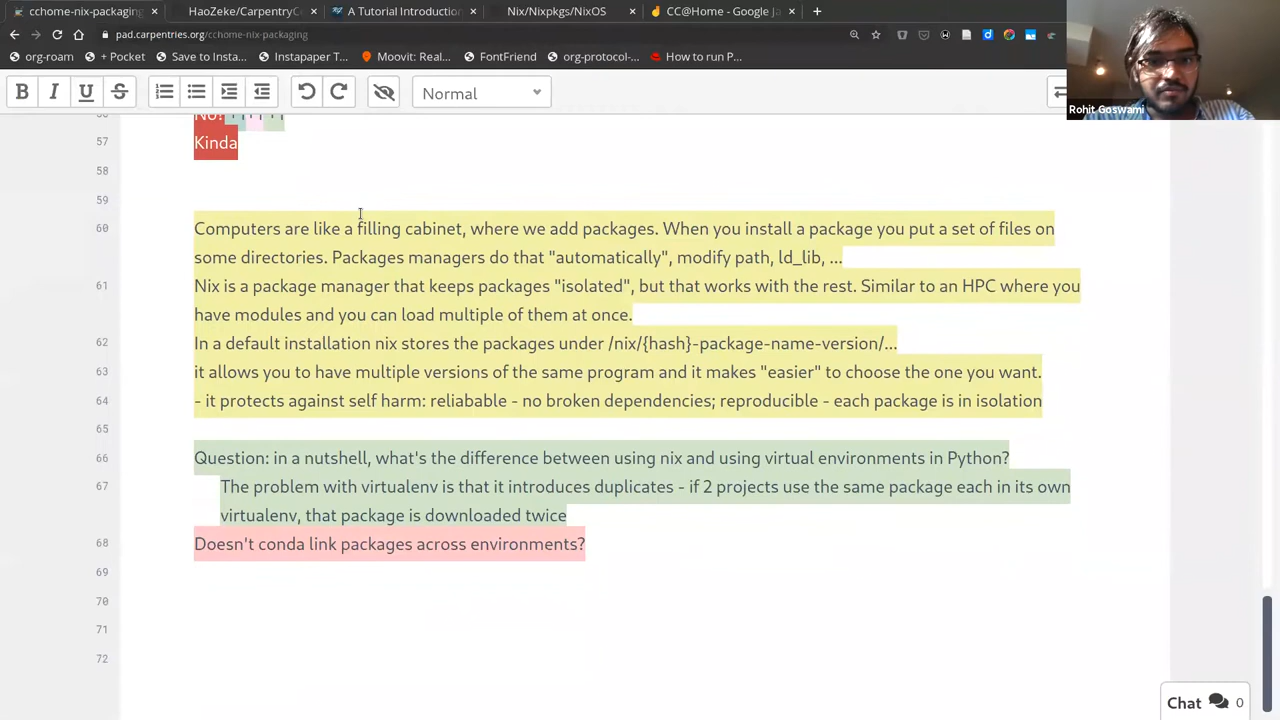 cchome-nix-packaging
HaoZeke/CarpentryC
A Tutorial Introduction
Nix/Nixpkgs/NixOS
CC@Home - Google Ja
pad.carpentries.org/cchome-nix-packaging
org-roam
+ Pocket
Save to Insta...
Instapaper T...
Moovit: Real...
FontFriend
org-protocol-...
How to run P...
B I U S
Normal
Rohit Goswami
57 Kinda
58
59
60 Computers are like a filling cabinet, where we add packages. When you install a package you put a set of files on
some directories. Packages managers do that "automatically", modify path, ld_lib, ...
61 Nix is a package manager that keeps packages "isolated", but that works with the rest. Similar to an HPC where you
have modules and you can load multiple of them at once.
62 In a default installation nix stores the packages under /nix/{hash}-package-name-version/...
63 it allows you to have multiple versions of the same program and it makes "easier" to choose the one you want.
64 - it protects against self harm: reliabable - no broken dependencies; reproducible - each package is in isolation
65
66 Question: in a nutshell, what's the difference between using nix and using virtual environments in Python?
67 The problem with virtualenv is that it introduces duplicates - if 2 projects use the same package each in its own
virtualenv, that package is downloaded twice
68 Doesn't conda link packages across environments?
69
70
71
72
Chat 0